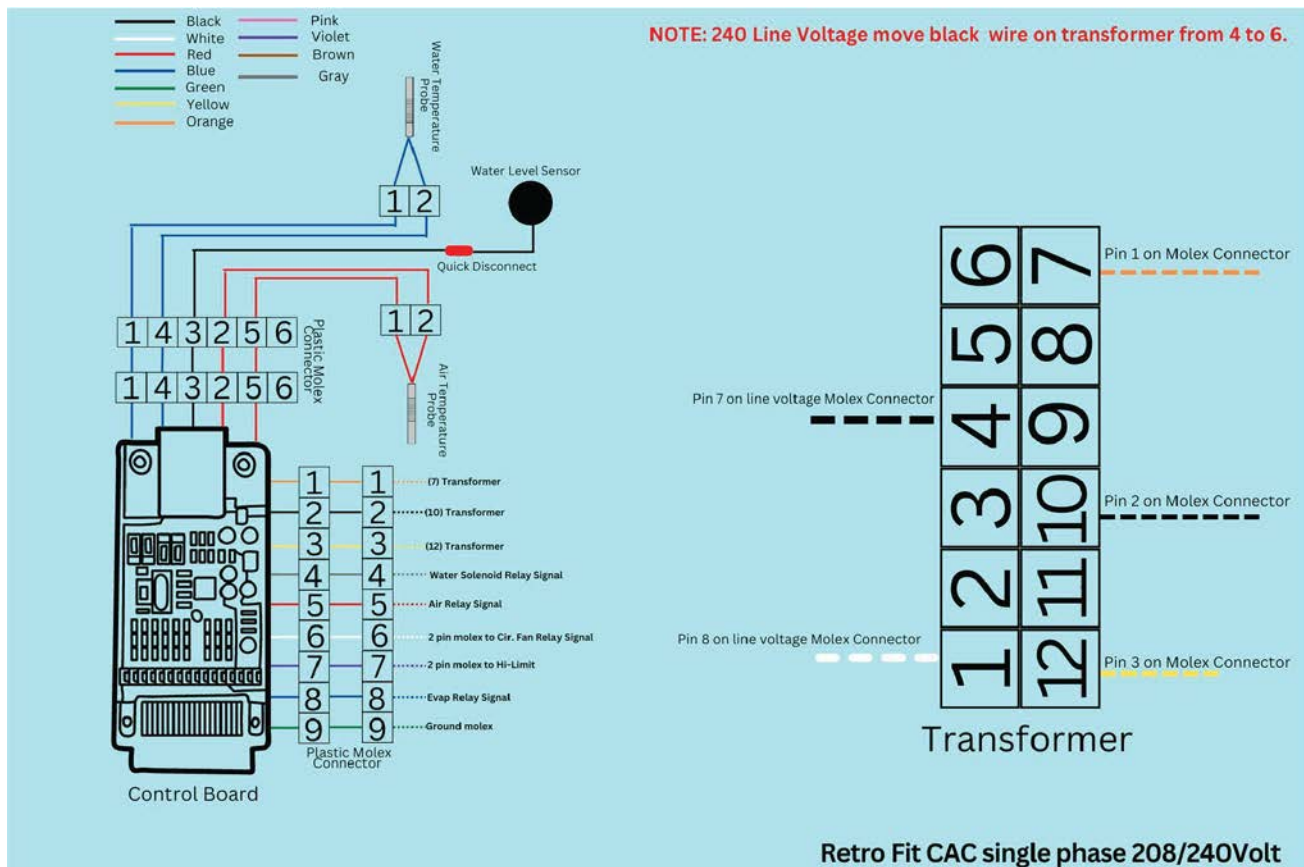 Black
White
Red
Blue
Green
Yellow
Orange
Pink
Violet
Brown
Gray
NOTE: 240 Line Voltage move black wire on transformer from 4 to 6.
Water Temperature
Probe
1 2
Water Level Sensor
Quick Disconnect
1 2
Air Temperature
Probe
1 4 3 2 5 6
Plastic Molex
Connector
1 4 3 2 5 6
1 1 (7) Transformer
2 2 (10) Transformer
3 3 (12) Transformer
4 4 Water Solenoid Relay Signal
5 5 Air Relay Signal
6 6 2 pin molex to Cir. Fan Relay Signal
7 7 2 pin molex to Hi-Limit
8 8 Evap Relay Signal
9 9 Ground molex
Plastic Molex
Connector
Control Board
6 7 Pin 1 on Molex Connector
5 8
Pin 7 on line voltage Molex Connector 4 9
3 10 Pin 2 on Molex Connector
2 11
Pin 8 on line voltage Molex Connector 1 12 Pin 3 on Molex Connector
Transformer
Retro Fit CAC single phase 208/240Volt